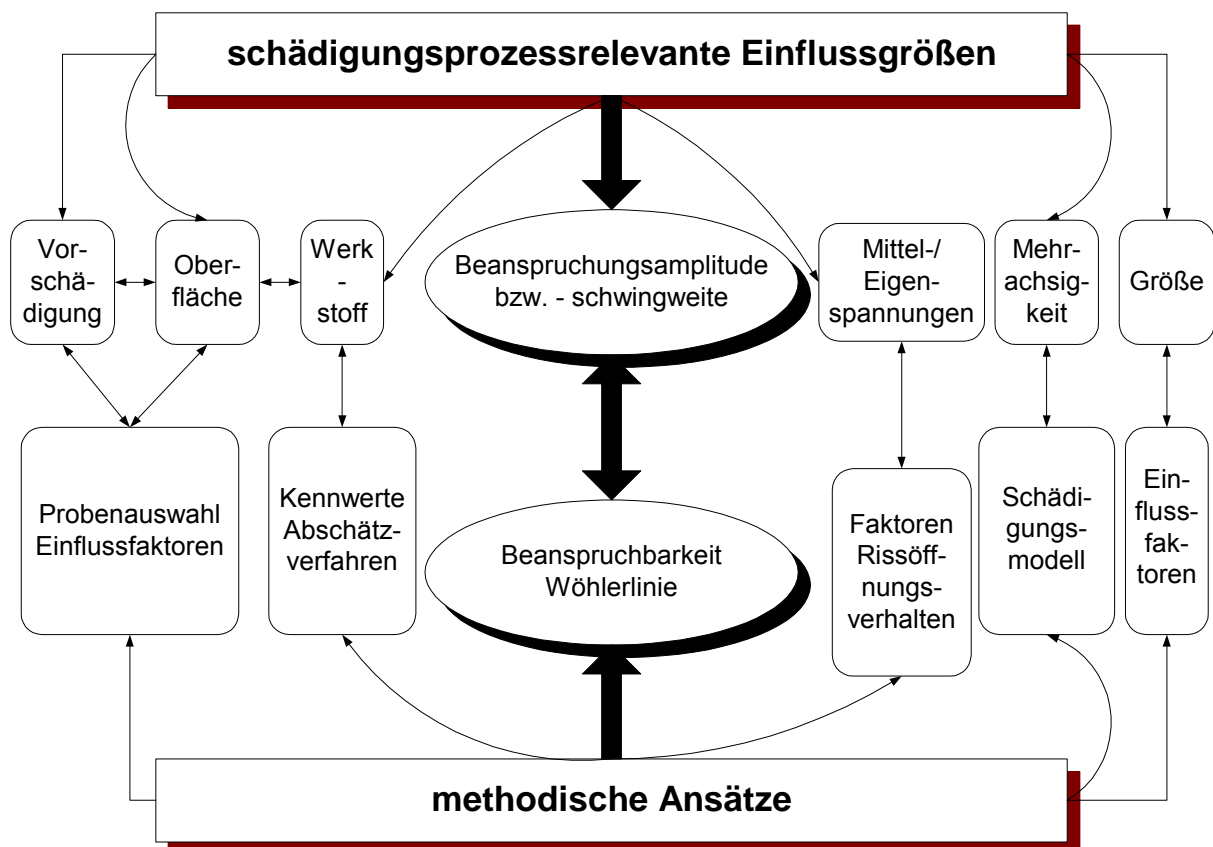 schädigungsprozessrelevante Einflussgrößen
Vor-
schä-
digung
Ober-
fläche
Werk
-
stoff
Beanspruchungsamplitude
bzw. - schwingweite
Mittel-/
Eigen-
spannungen
Mehr-
achsig-
keit
Größe
Probenauswahl
Einflussfaktoren
Kennwerte
Abschätz-
verfahren
Beanspruchbarkeit
Wöhlerlinie
Faktoren
Rissöff-
nungs-
verhalten
Schädi-
gungs-
modell
Ein-
fluss-
fak-
toren
methodische Ansätze